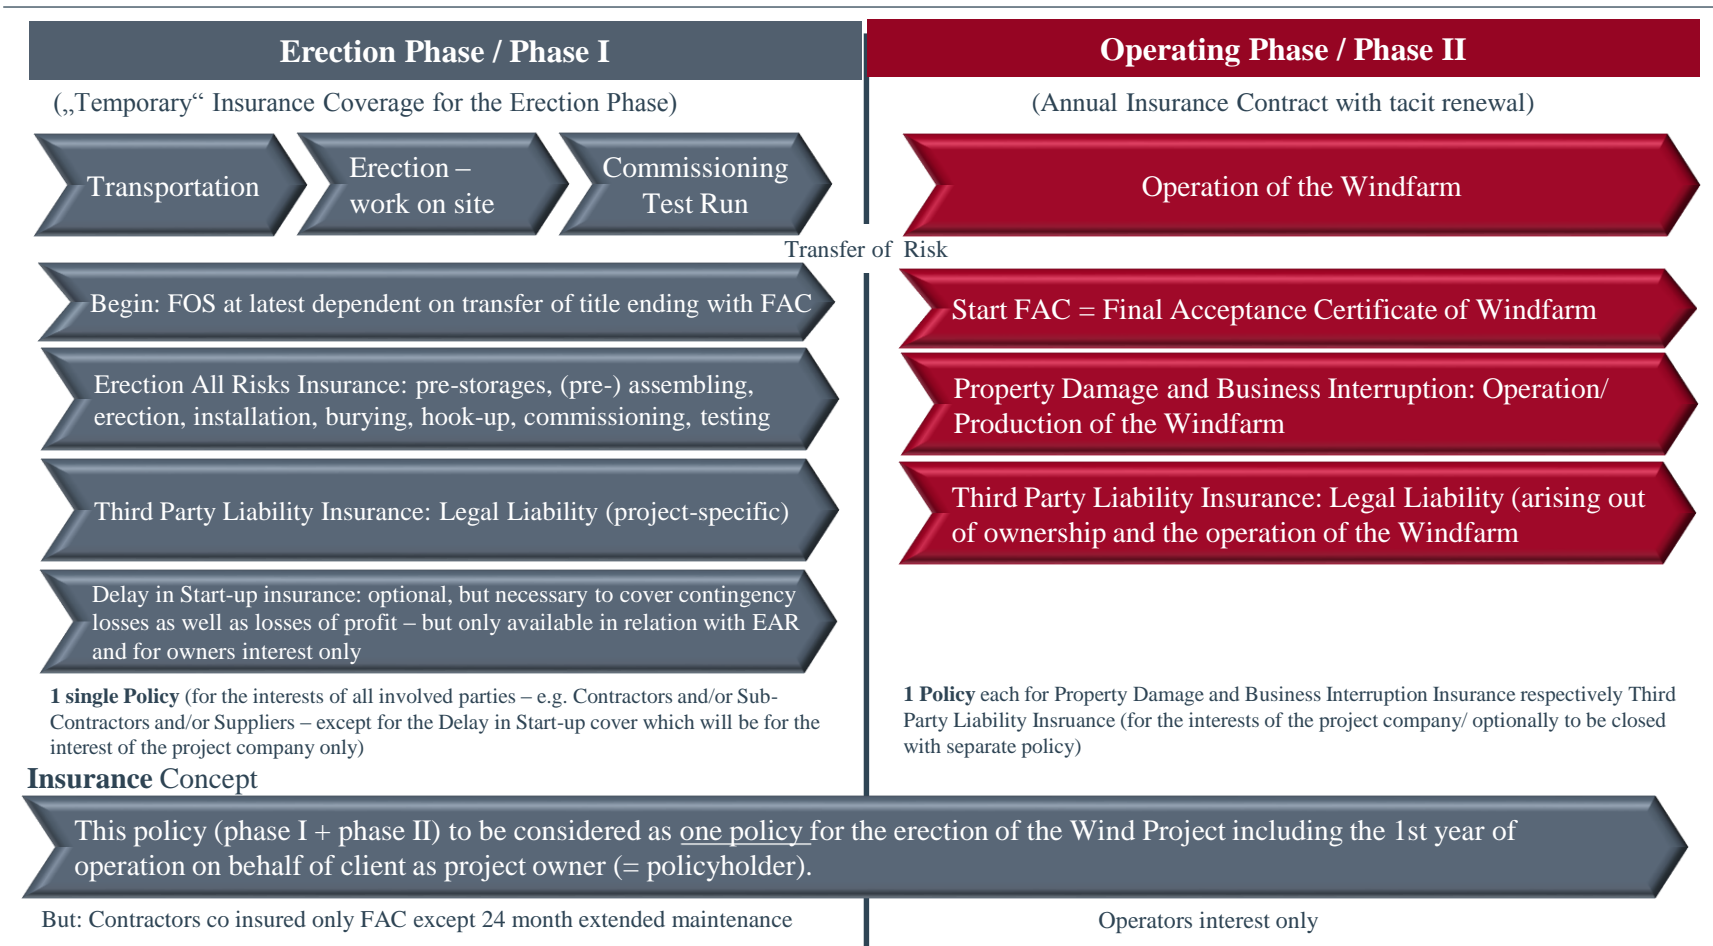 Erection Phase / Phase I
(„Temporary“ Insurance Coverage for the Erection Phase)
Transportation
Erection –
work on site
Commissioning
Test Run
Begin: FOS at latest dependent on transfer of title ending with FAC
Erection All Risks Insurance: pre-storages, (pre-) assembling,
erection, installation, burying, hook-up, commissioning, testing
Third Party Liability Insurance: Legal Liability (project-specific)
Delay in Start-up insurance: optional, but necessary to cover contingency
losses as well as losses of profit – but only available in relation with EAR
and for owners interest only
1 single Policy (for the interests of all involved parties – e.g. Contractors and/or Sub-
Contractors and/or Suppliers – except for the Delay in Start-up cover which will be for the
interest of the project company only)
Transfer of Risk
Operating Phase / Phase II
(Annual Insurance Contract with tacit renewal)
Operation of the Windfarm
Start FAC = Final Acceptance Certificate of Windfarm
Property Damage and Business Interruption: Operation/
Production of the Windfarm
Third Party Liability Insurance: Legal Liability (arising out
of ownership and the operation of the Windfarm
1 Policy each for Property Damage and Business Interruption Insurance respectively Third
Party Liability Insruance (for the interests of the project company/ optionally to be closed
with separate policy)
Insurance Concept
This policy (phase I + phase II) to be considered as one policy for the erection of the Wind Project including the 1st year of
operation on behalf of client as project owner (= policyholder).
But: Contractors co insured only FAC except 24 month extended maintenance
Operators interest only